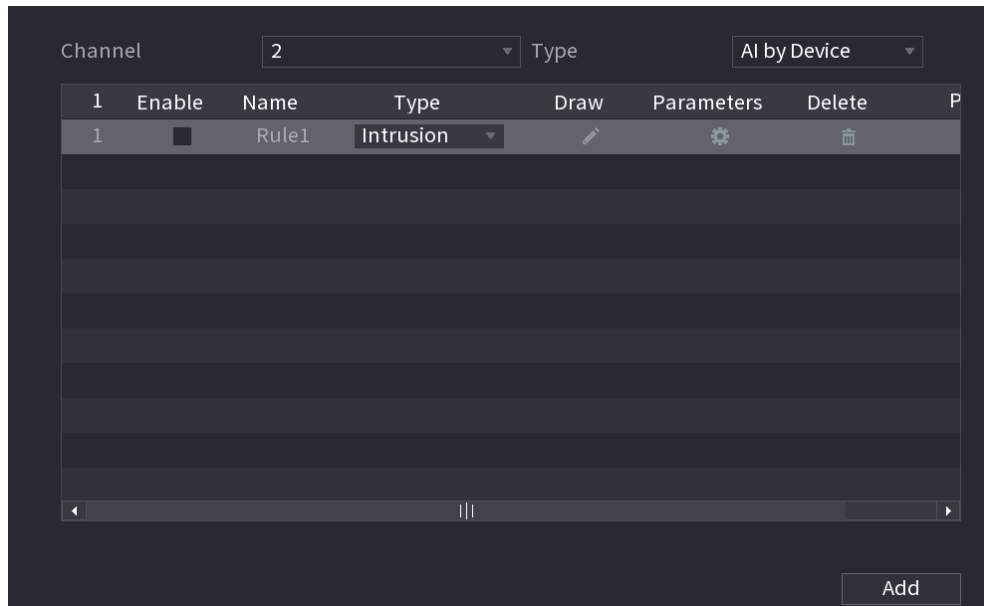 Channel 2 Type AI by Device
1 Enable Name Type Draw Parameters Delete P
1 Rule1 Intrusion
Add